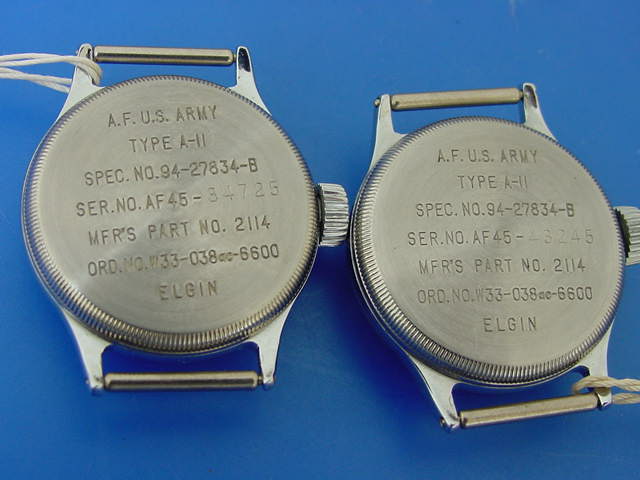 A.F. U.S. ARMY
TYPE A-11
SPEC. NO. 94-27834-B
SER. NO. AF45-34725
MFR'S PART NO. 2114
ORD. NO. W33-038ac-6600
ELGIN
A.F. U.S. ARMY
TYPE A-11
SPEC. NO. 94-27834-B
SER. NO. AF45-43245
MFR'S PART NO. 2114
ORD. NO. W33-038ac-6600
ELGIN